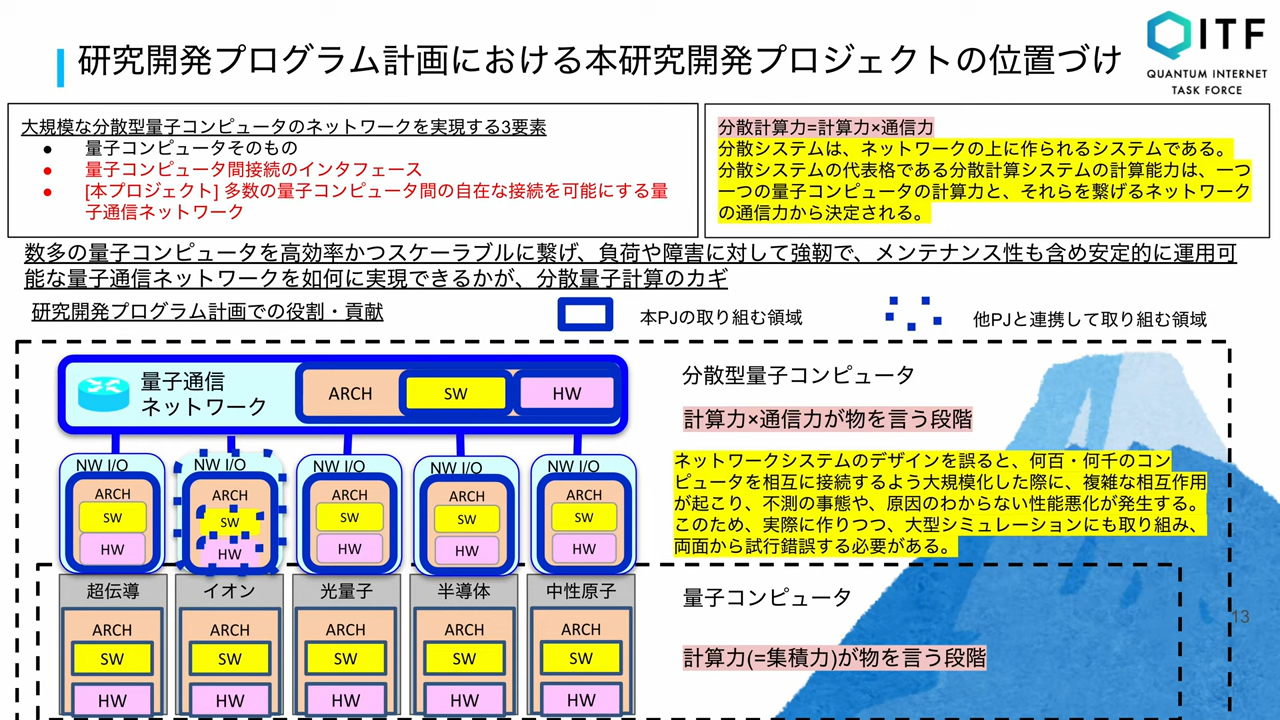 研究開発プログラム計画における本研究開発プロジェクトの位置づけ
QITF
QUANTUM INTERNET
TASK FORCE
大規模な分散型量子コンピュータのネットワークを実現する3要素
● 量子コンピュータそのもの
● 量子コンピュータ間接続のインタフェース
● [本プロジェクト] 多数の量子コンピュータ間の自在な接続を可能にする量
子通信ネットワーク
分散計算力=計算力×通信力
分散システムは、ネットワークの上に作られるシステムである。
分散システムの代表格である分散計算システムの計算能力は、一つ
一つの量子コンピュータの計算力と、それらを繋げるネットワーク
の通信力から決定される。
数多の量子コンピュータを高効率かつスケーラブルに繋げ、負荷や障害に対して強靭で、メンテナンス性も含め安定的に運用可
能な量子通信ネットワークを如何に実現できるかが、分散量子計算のカギ
研究開発プログラム計画での役割・貢献
本PJの取り組む領域
他PJと連携して取り組む領域
量子通信
ネットワーク
ARCH SW HW
分散型量子コンピュータ
計算力×通信力が物を言う段階
NW I/O NW I/O NW I/O NW I/O NW I/O
ARCH ARCH ARCH ARCH ARCH
SW SW SW SW SW
HW HW HW HW HW
ネットワークシステムのデザインを誤ると、何百・何千のコン
ピュータを相互に接続するよう大規模化した際に、複雑な相互作用
が起こり、不測の事態や、原因のわからない性能悪化が発生する。
このため、実際に作りつつ、大型シミュレーションにも取り組み、
両面から試行錯誤する必要がある。
超伝導 イオン 光量子 半導体 中性原子
ARCH ARCH ARCH ARCH ARCH
SW SW SW SW SW
HW HW HW HW HW
量子コンピュータ
13
計算力(=集積力)が物を言う段階